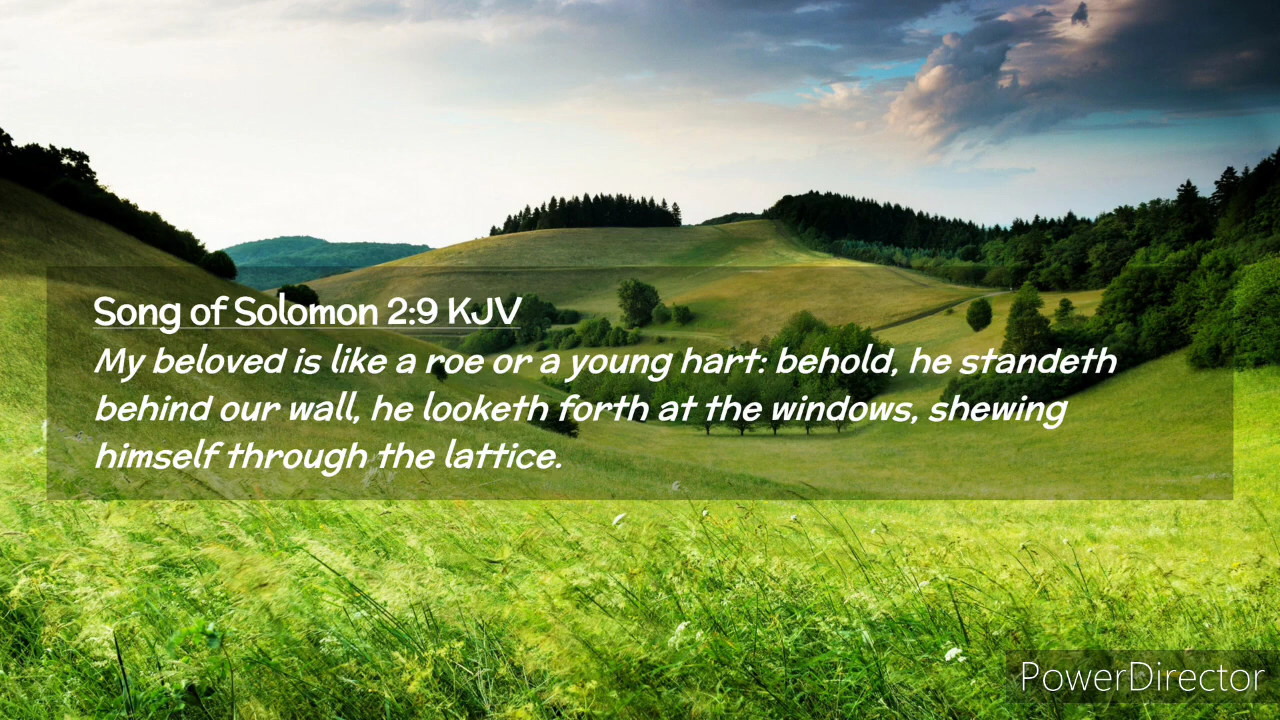 Song of Solomon 2:9 KJV
My beloved is like a roe or a young hart: behold, he standeth
behind our wall, he looketh forth at the windows, shewing
himself through the lattice.
PowerDirector